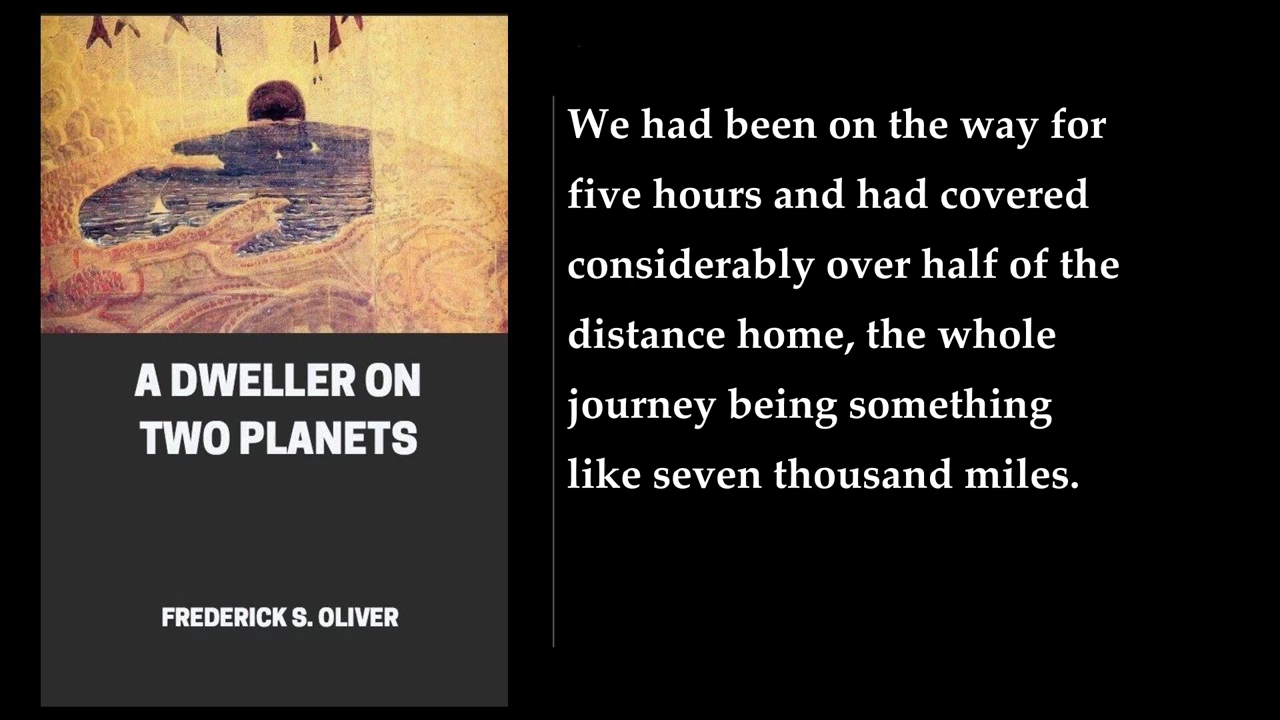 A DWELLER ON
TWO PLANETS
FREDERICK S. OLIVER
We had been on the way for
five hours and had covered
considerably over half of the
distance home, the whole
journey being something
like seven thousand miles.